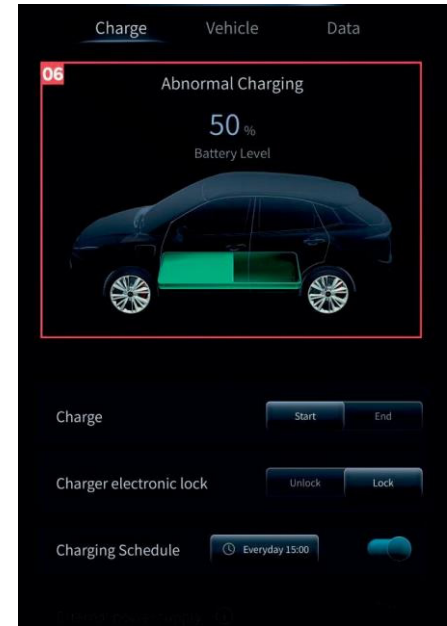 Charge Vehicle Data
06
Abnormal Charging
50 %
Battery Level
Charge Start End
Charger electronic lock Unlock Lock
Charging Schedule Everyday 15:00